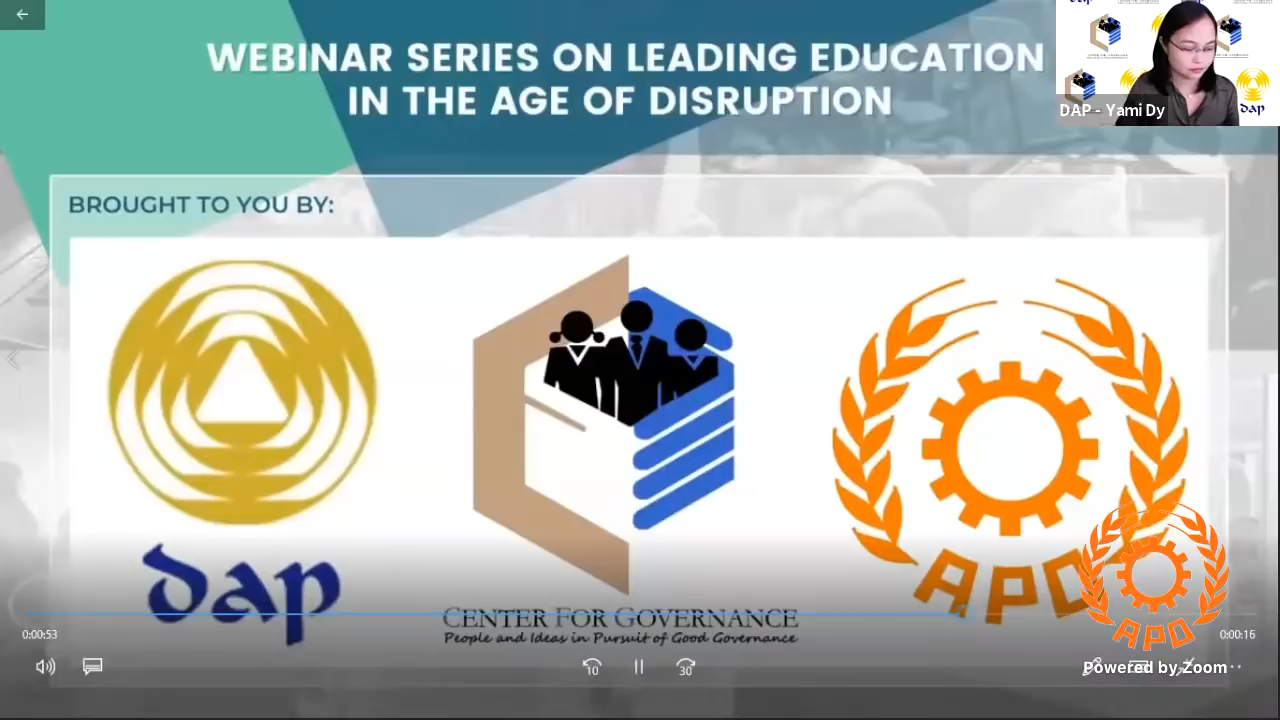 WEBINAR SERIES ON LEADING EDUCATION
IN THE AGE OF DISRUPTION
DAP - Yami Dy
dap
BROUGHT TO YOU BY:
dap
CENTER FOR GOVERNANCE
People and Ideas in Pursuit of Good Governance
APO
APO
0:00:53
0:00:16
10
30
Powered by Zoom